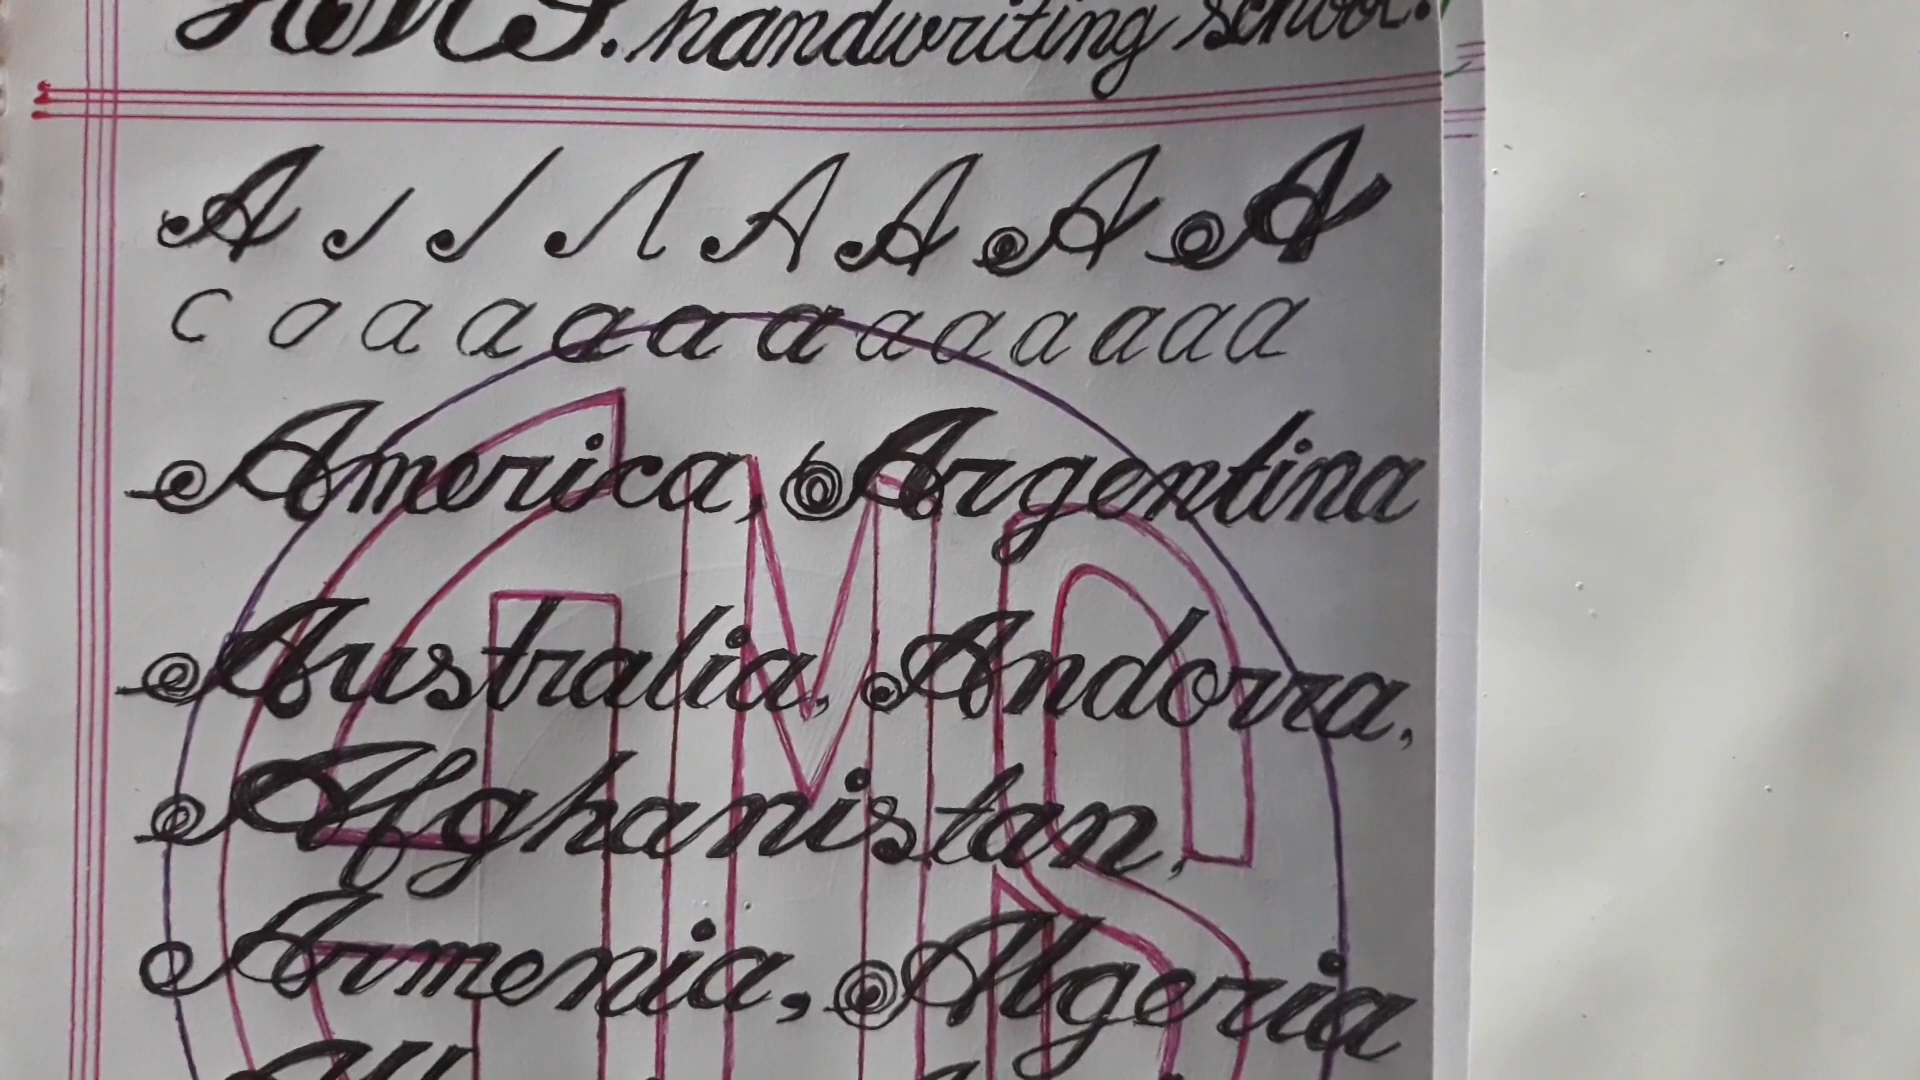 handwriting school.
A A A A A
c o a a a a a a a a a a a
America, Argentina
Australia, Andorra,
Afghanistan,
Armenia, Algeria